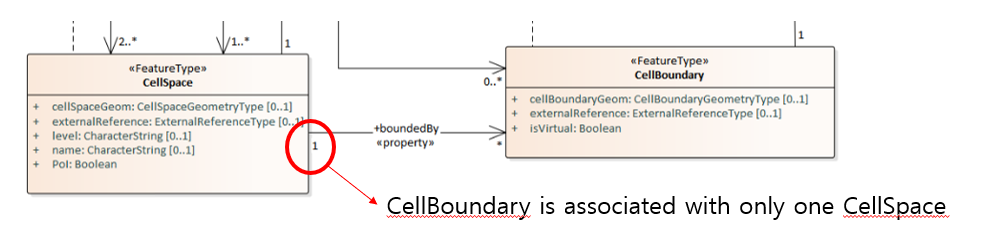 /2..*
/1..*
1
1
0..*
«FeatureType»
CellSpace
+ cellSpaceGeom: CellSpaceGeometryType [0..1]
+ externalReference: ExternalReferenceType [0..1]
+ level: CharacterString [0..1]
+ name: CharacterString [0..1]
+ PoI: Boolean
«FeatureType»
CellBoundary
+ cellBoundaryGeom: CellBoundaryGeometryType [0..1]
+ externalReference: ExternalReferenceType [0..1]
+ isVirtual: Boolean
+boundedBy
«property»
1
*
CellBoundary is associated with only one CellSpace